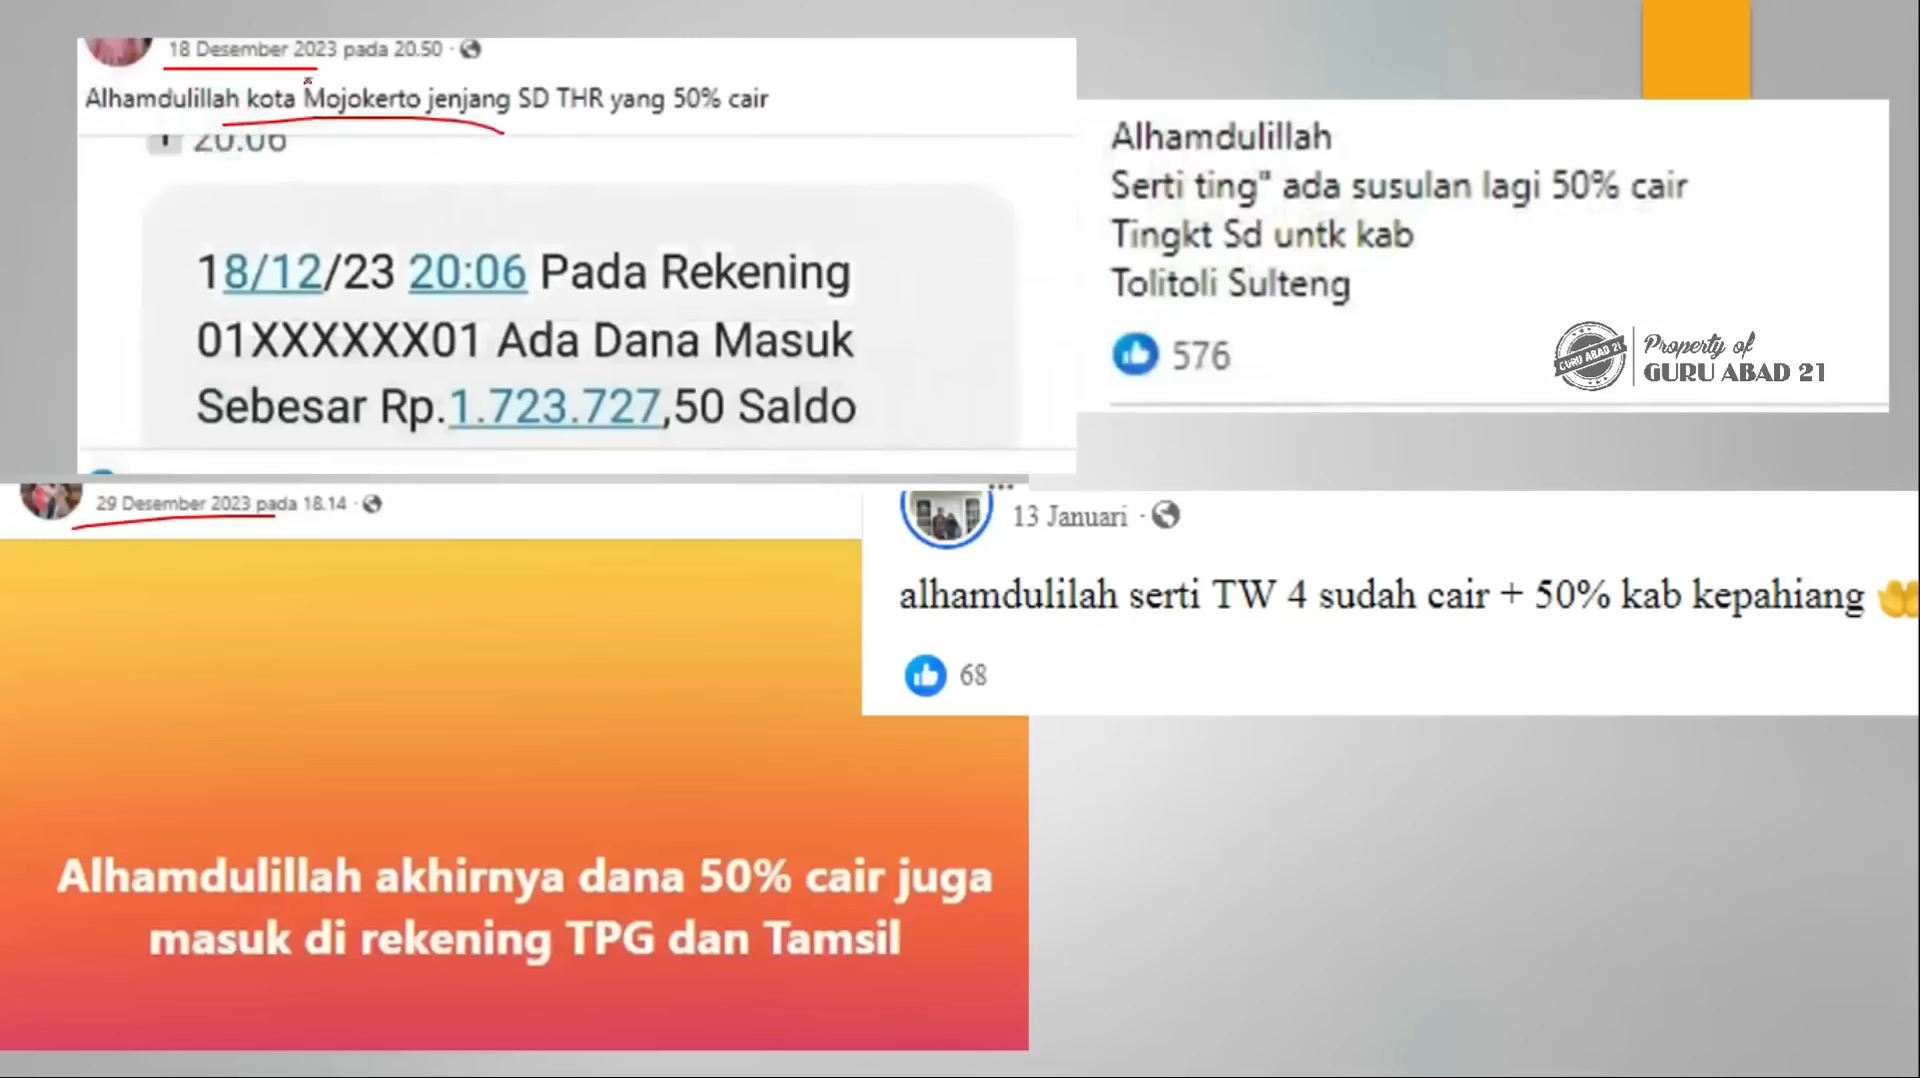 18 Desember 2023 pada 20.50
Alhamdulillah kota Mojokerto jenjang SD THR yang 50% cair
20:06
18/12/23 20:06 Pada Rekening
01XXXXXX01 Ada Dana Masuk
Sebesar Rp.1.723.727,50 Saldo
Alhamdulillah
Serti ting" ada susulan lagi 50% cair
Tingkt Sd untk kab
Tolitoli Sulteng
576
GURU ABAD 21
Property of
GURU ABAD 21
29 Desember 2023 pada 18.14
Alhamdulillah akhirnya dana 50% cair juga
masuk di rekening TPG dan Tamsil
13 Januari
alhamdulilah serti TW 4 sudah cair + 50% kab kepahiang
68